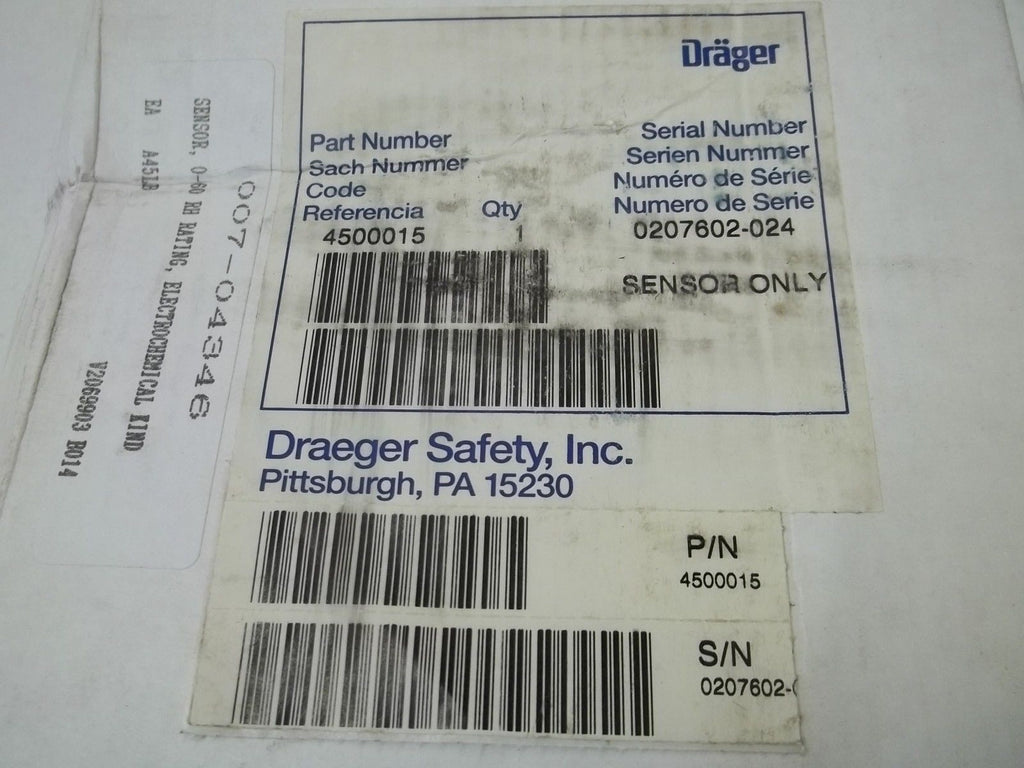 Dräger
Part Number
Sach Nummer
Code
Referencia
4500015
Qty
1
Serial Number
Serien Nummer
Numéro de Série
Numero de Serie
0207602-024
SENSOR ONLY
Draeger Safety, Inc.
Pittsburgh, PA 15230
P/N
4500015
S/N
0207602-
007-04346
SENSOR, 0-60 RH RATING, ELECTROCHEMICAL KIND
EA A451B
V2069903 B014